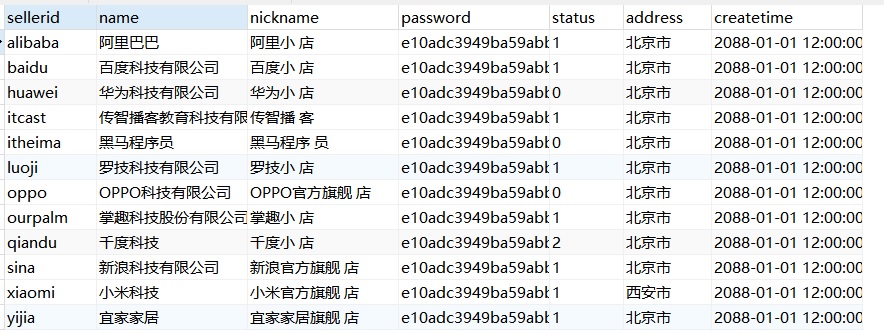 sellerid name nickname password status address createtime
alibaba 阿里巴巴 阿里小 店 e10adc3949ba59abb 1 北京市 2088-01-01 12:00:00
baidu 百度科技有限公司 百度小 店 e10adc3949ba59abb 1 北京市 2088-01-01 12:00:00
huawei 华为科技有限公司 华为小 店 e10adc3949ba59abb 0 北京市 2088-01-01 12:00:00
itcast 传智播客教育科技有限 传智播 客 e10adc3949ba59abb 1 北京市 2088-01-01 12:00:00
itheima 黑马程序员 黑马程序 员 e10adc3949ba59abb 0 北京市 2088-01-01 12:00:00
luoji 罗技科技有限公司 罗技小 店 e10adc3949ba59abb 1 北京市 2088-01-01 12:00:00
oppo OPPO科技有限公司 OPPO官方旗舰 店 e10adc3949ba59abb 0 北京市 2088-01-01 12:00:00
ourpalm 掌趣科技股份有限公司 掌趣小 店 e10adc3949ba59abb 1 北京市 2088-01-01 12:00:00
qiandu 千度科技 千度小 店 e10adc3949ba59abb 2 北京市 2088-01-01 12:00:00
sina 新浪科技有限公司 新浪官方旗舰 店 e10adc3949ba59abb 1 北京市 2088-01-01 12:00:00
xiaomi 小米科技 小米官方旗舰 店 e10adc3949ba59abb 1 西安市 2088-01-01 12:00:00
yijia 宜家家居 宜家家居旗舰 店 e10adc3949ba59abb 1 北京市 2088-01-01 12:00:00